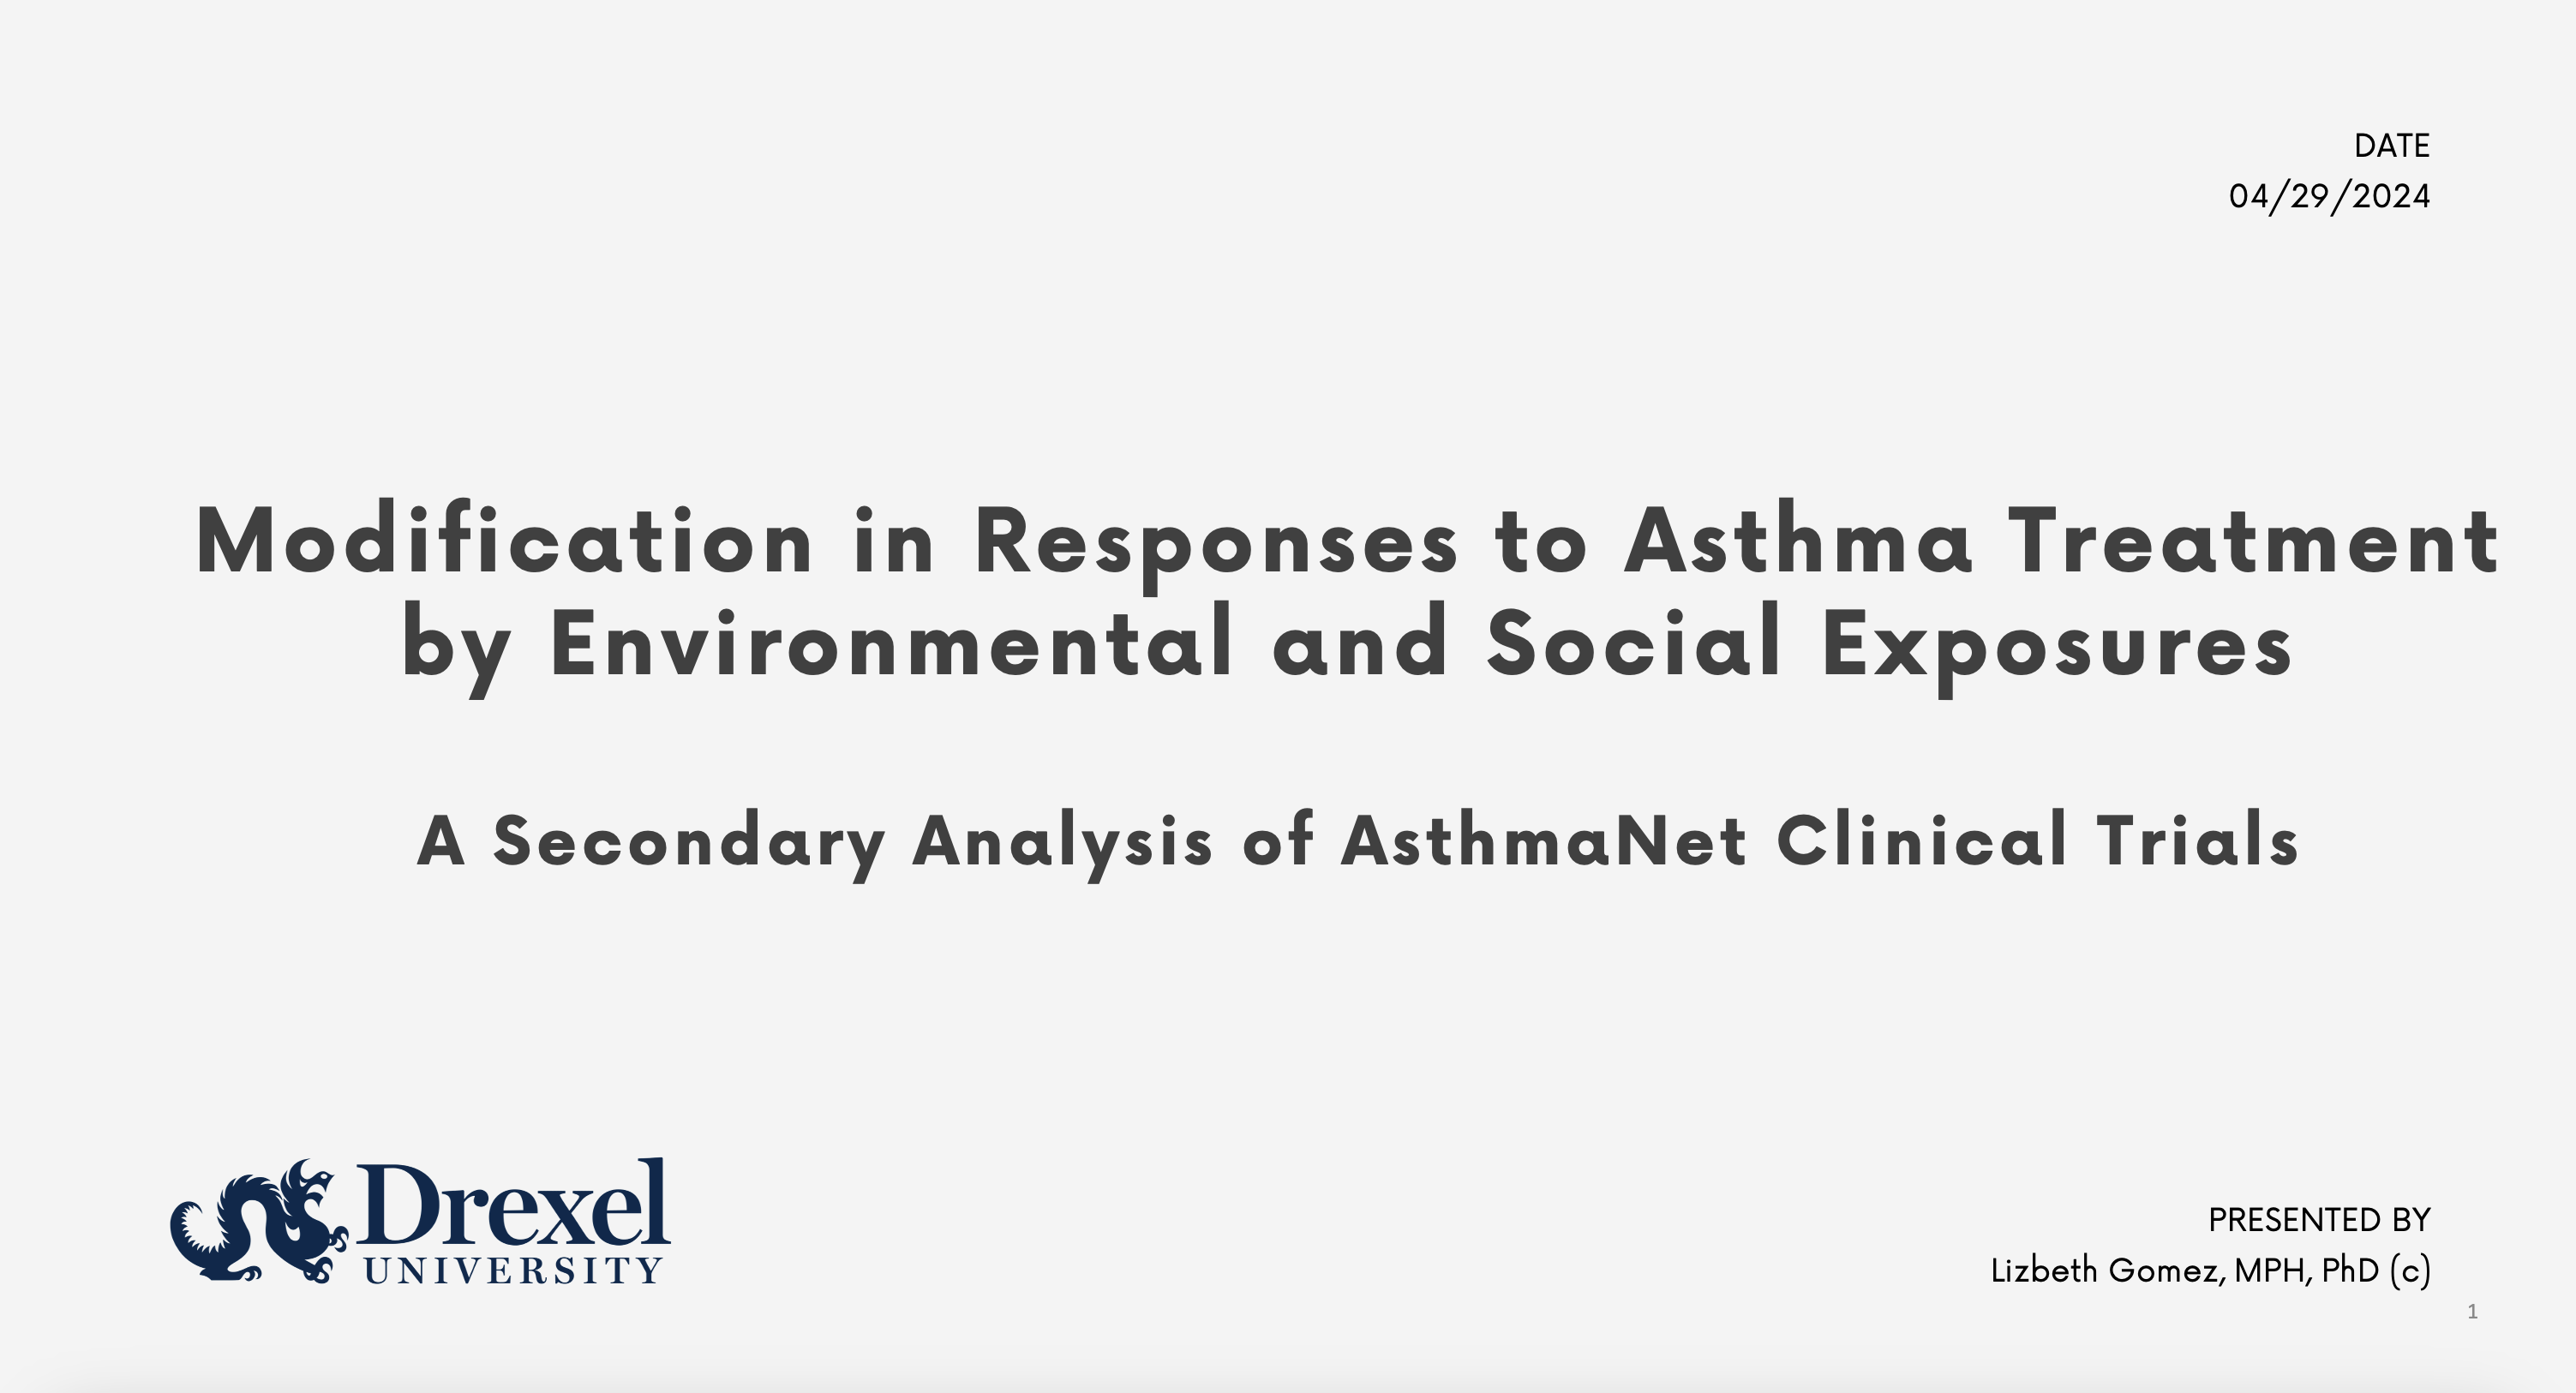 DATE
04/29/2024
Modification in Responses to Asthma Treatment
by Environmental and Social Exposures
A Secondary Analysis of AsthmaNet Clinical Trials
Drexel
UNIVERSITY
PRESENTED BY
Lizbeth Gomez, MPH, PhD (c)
1